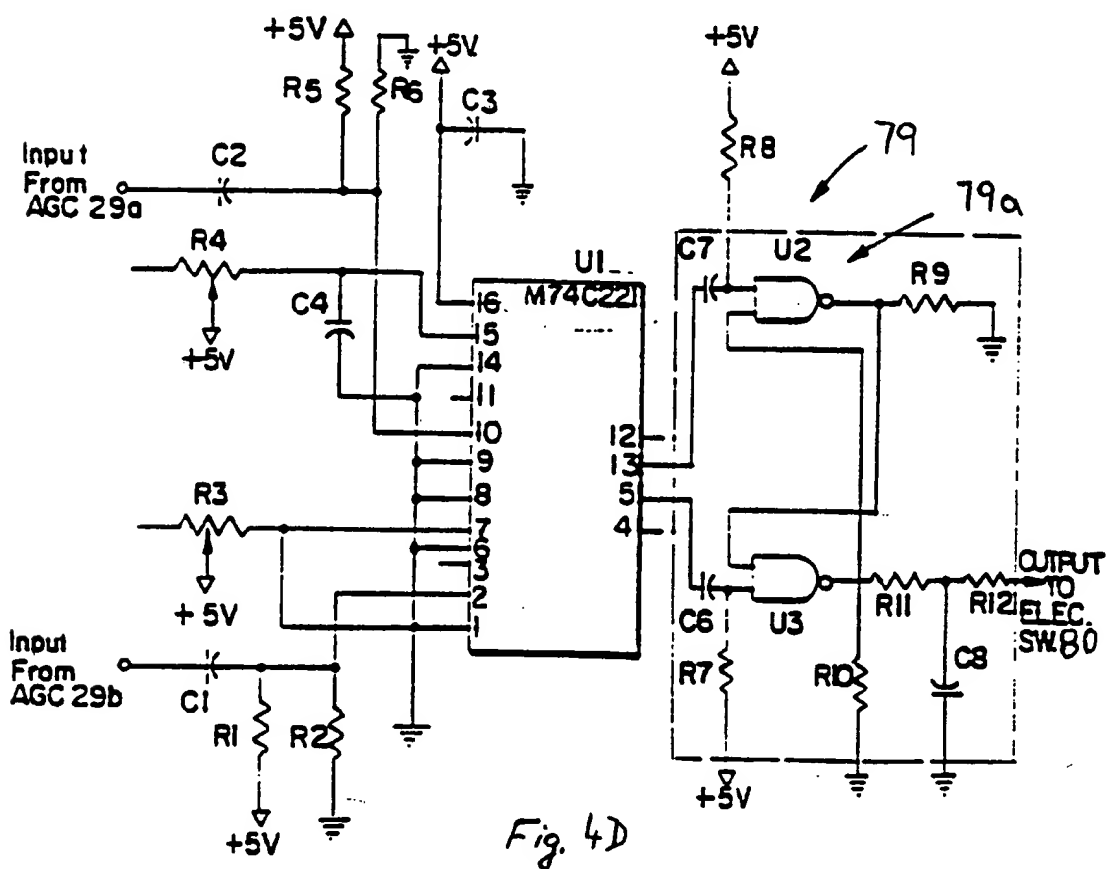 +5V
+5V
+5V
R5
R6
C3
R8
79
Input
From
AGC 29a
C2
79a
R4
C7
U2
R9
U1
M74C221
C4
+5V
16
15
14
11
10
9
8
7
6
3
2
1
12
13
5
4
R3
+5V
Input
From
AGC 29b
C1
R1
R2
+5V
C6
R7
+5V
U3
R10
R11
C8
R12
OUTPUT
TO
ELEC.
SW.80
Fig. 4D